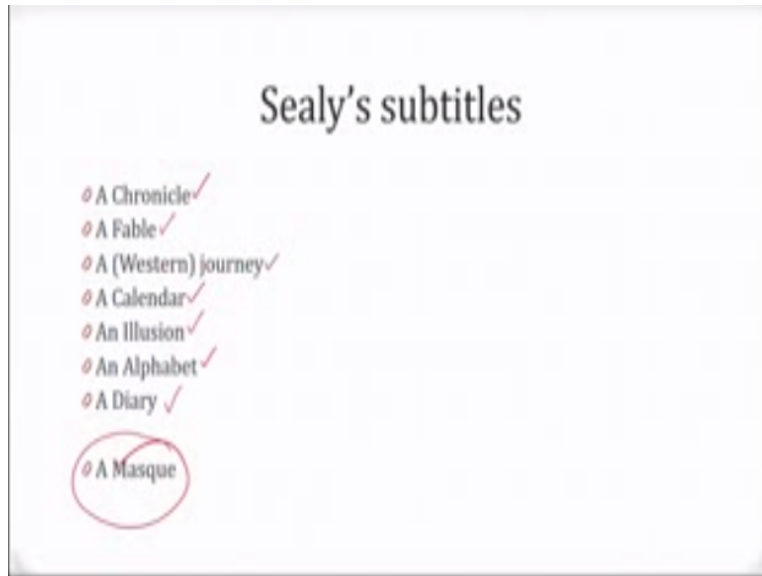 Sealy's subtitles
A Chronicle
A Fable
A (Western) journey
A Calendar
An Illusion
An Alphabet
A Diary
A Masque